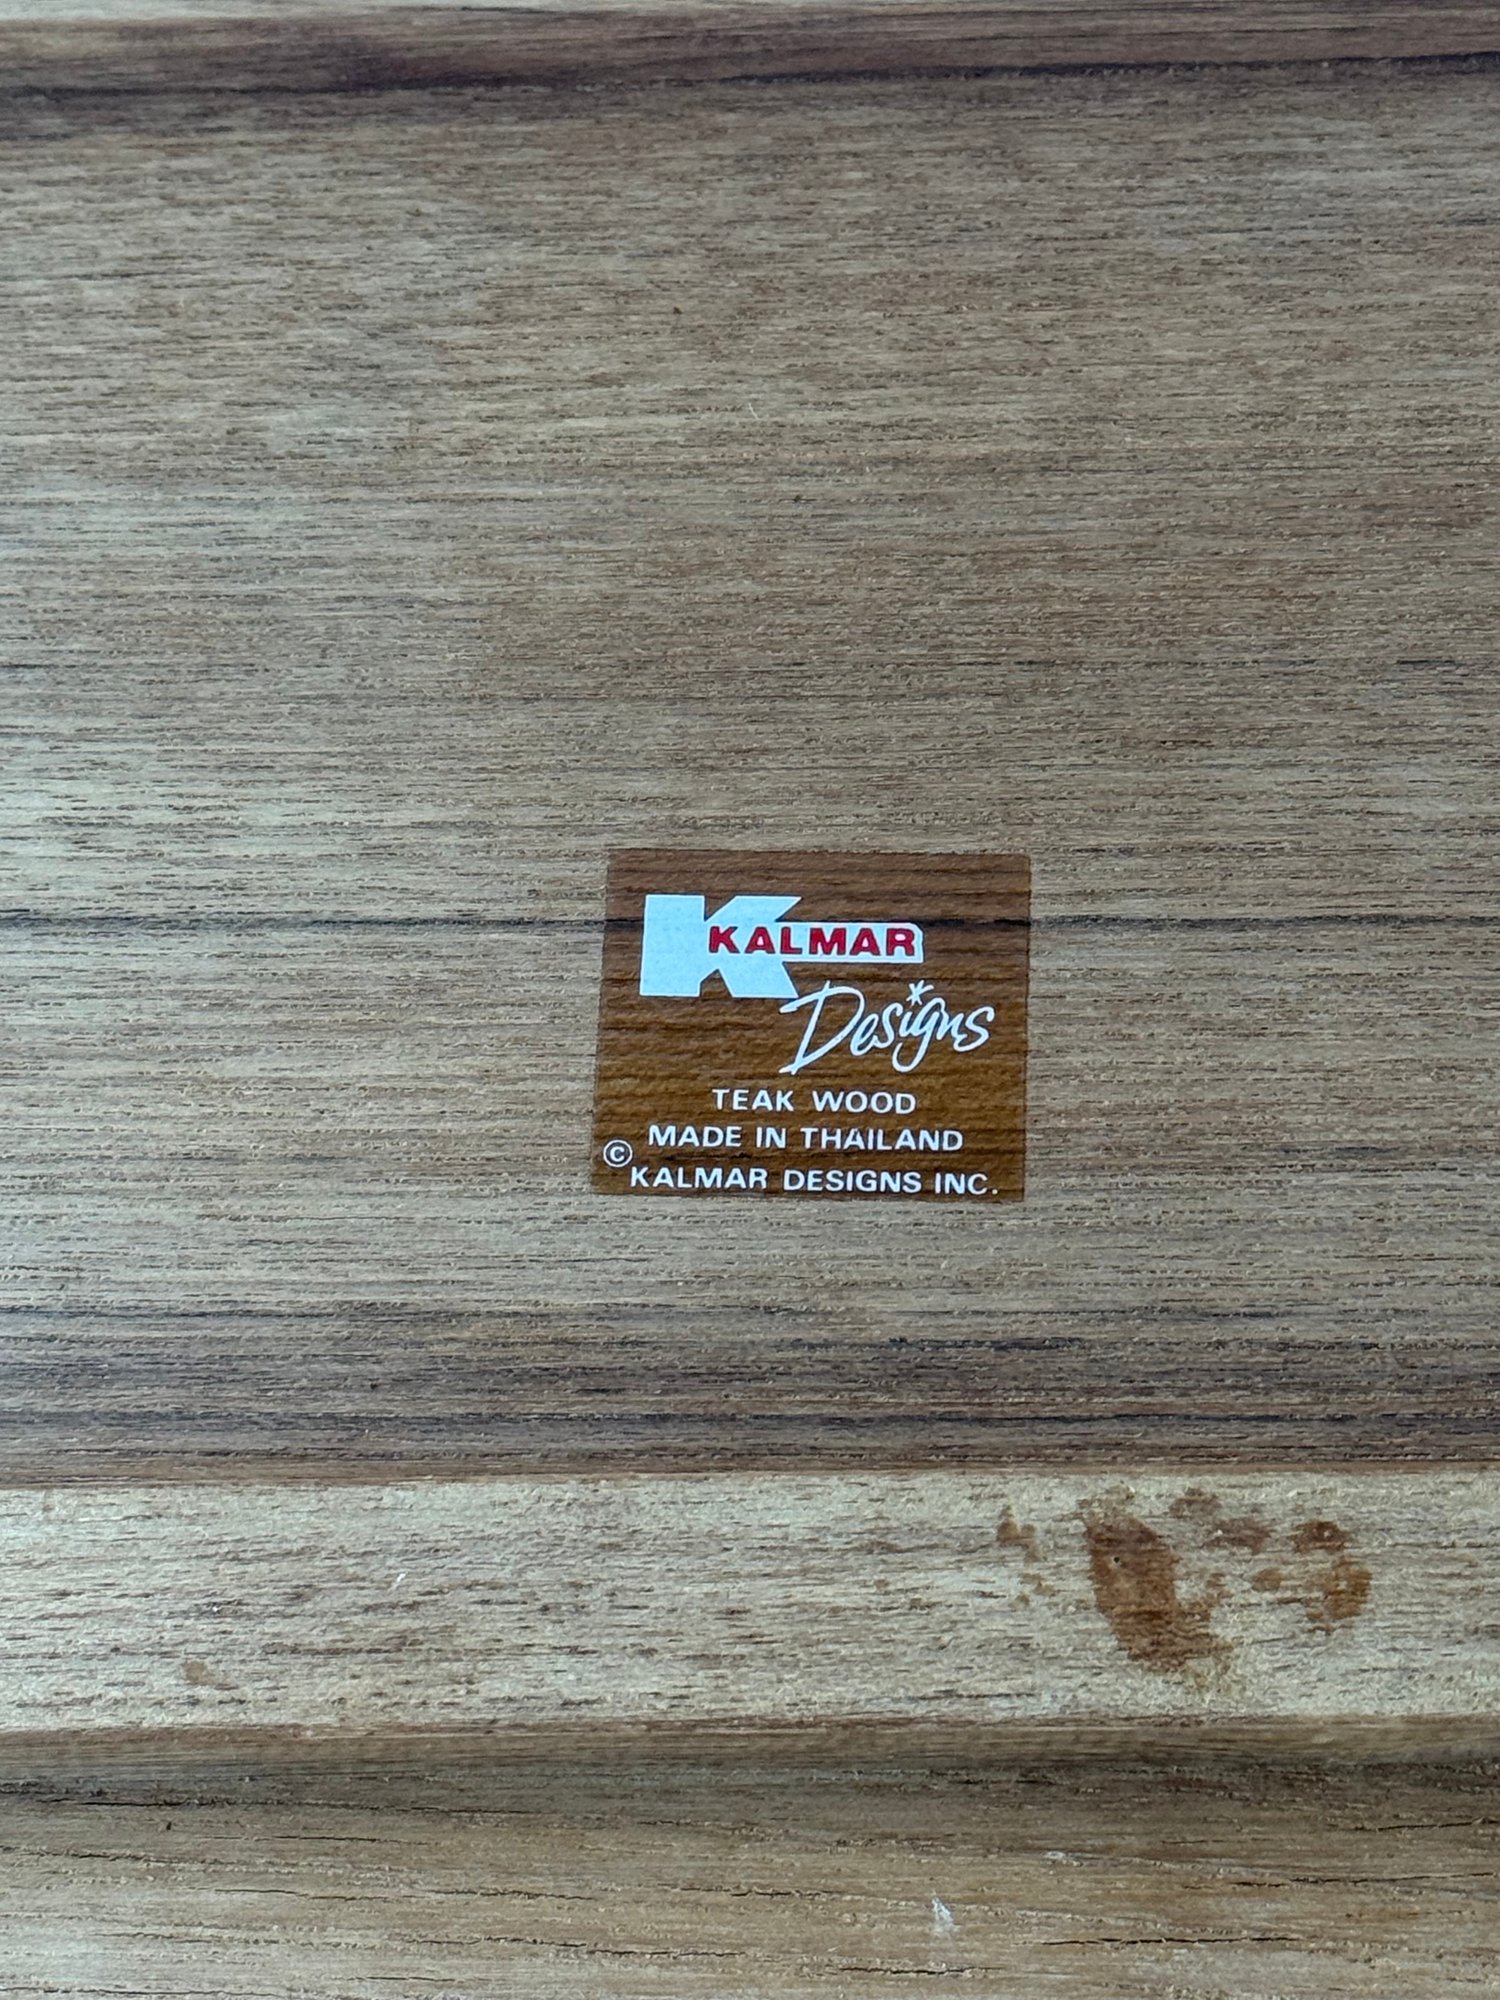 KALMAR
Designs
TEAK WOOD
MADE IN THAILAND
© KALMAR DESIGNS INC.